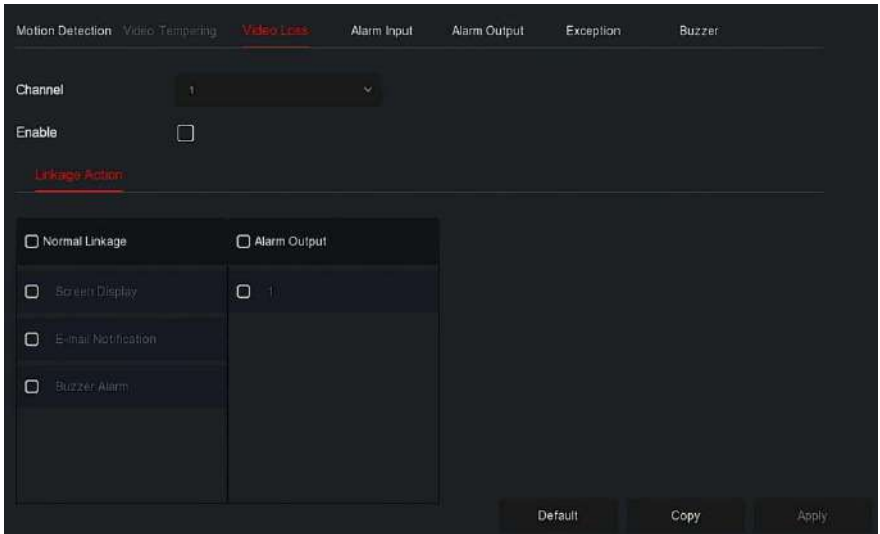 Motion Detection Video Tempering Video Loss Alarm Input Alarm Output Exception Buzzer
Channel 1
Enable
Linkage Action
Normal Linkage Alarm Output
Screen Display 1
E-mail Notification
Buzzer Alarm
Default Copy Apply